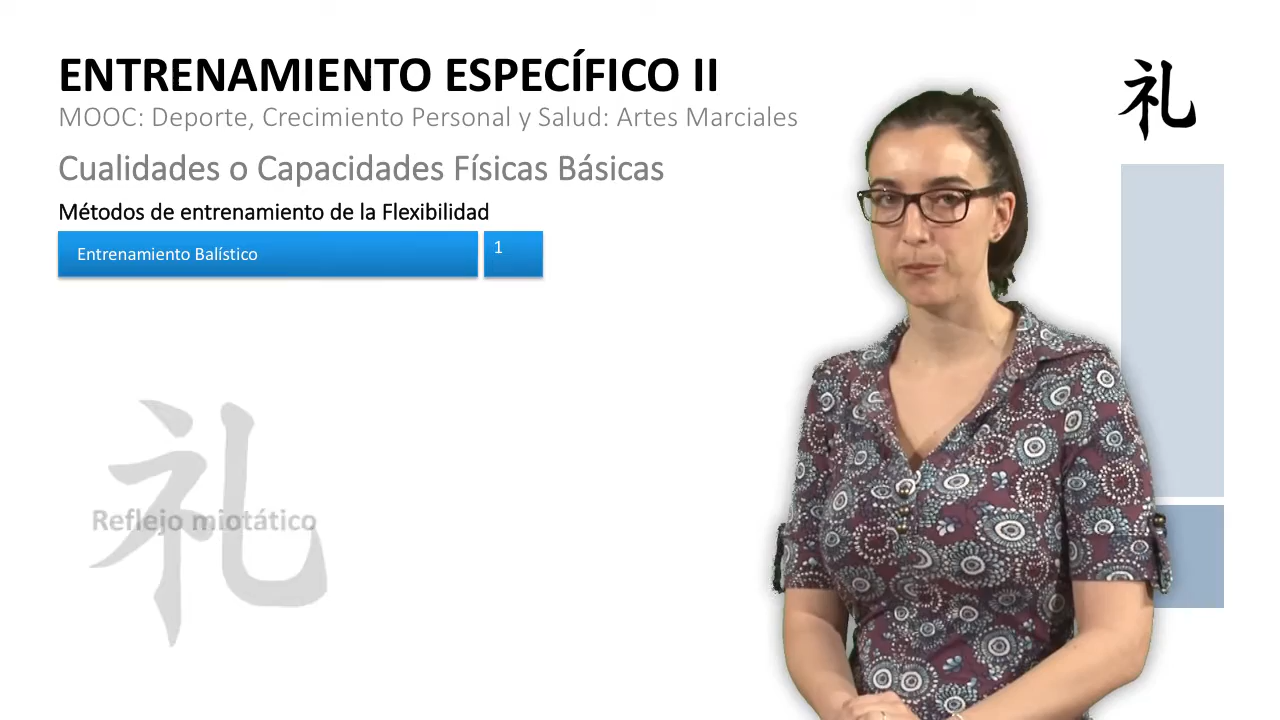 ENTRENAMIENTO ESPECÍFICO II
礼
MOOC: Deporte, Crecimiento Personal y Salud: Artes Marciales
Cualidades o Capacidades Físicas Básicas
Métodos de entrenamiento de la Flexibilidad
Entrenamiento Balístico 1
礼
Reflejo miotático